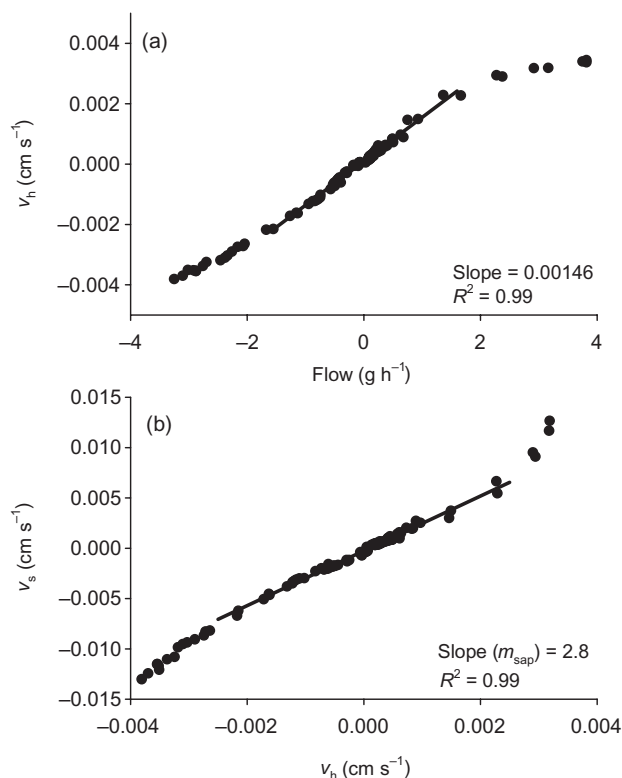 (a)
0.004
0.002
0.000
−0.002
−0.004
v_h (cm s⁻¹)
Slope = 0.00146
R² = 0.99
−4 −2 0 2 4
Flow (g h⁻¹)
(b)
0.015
0.010
0.005
0.000
−0.005
−0.010
−0.015
v_s (cm s⁻¹)
Slope (m_sap) = 2.8
R² = 0.99
−0.004 −0.002 0.000 0.002 0.004
v_h (cm s⁻¹)